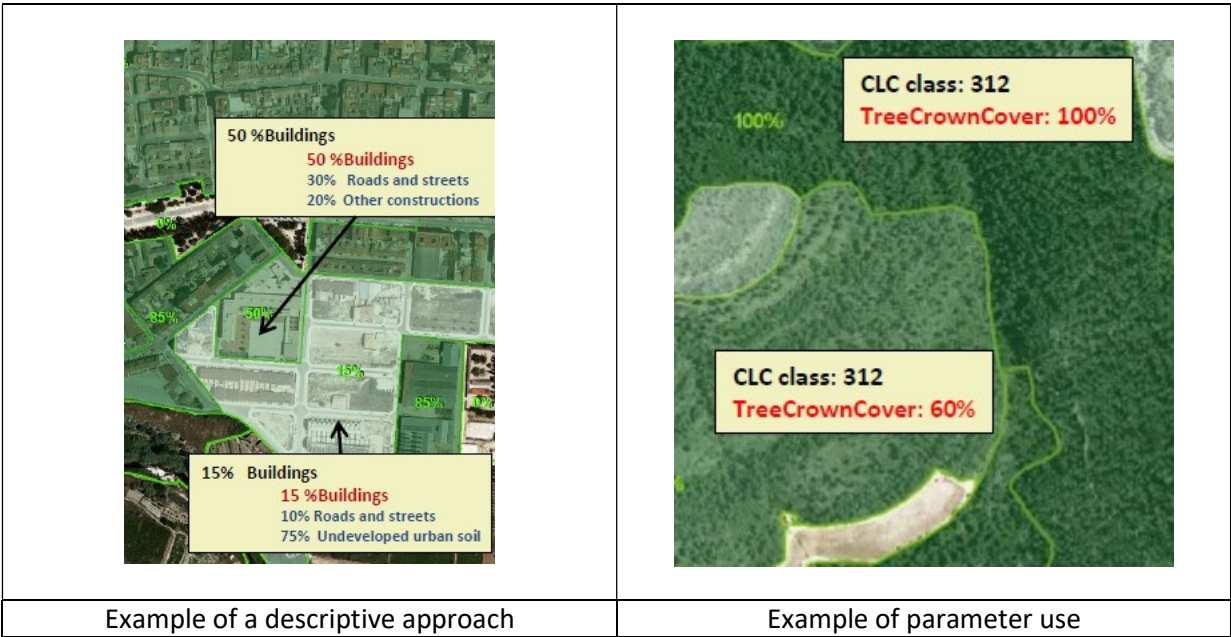 50 %Buildings
50 %Buildings
30% Roads and streets
20% Other constructions
0%
85%
50%
15%
85%
0%
15% Buildings
15 %Buildings
10% Roads and streets
75% Undeveloped urban soil
CLC class: 312
TreeCrownCover: 100%
100%
CLC class: 312
TreeCrownCover: 60%
%
Example of a descriptive approach
Example of parameter use